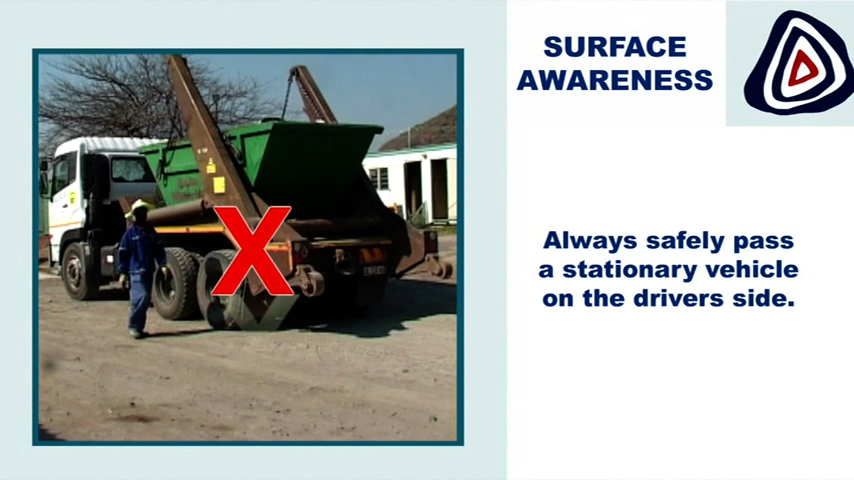 SURFACE
AWARENESS
X
Always safely pass
a stationary vehicle
on the drivers side.